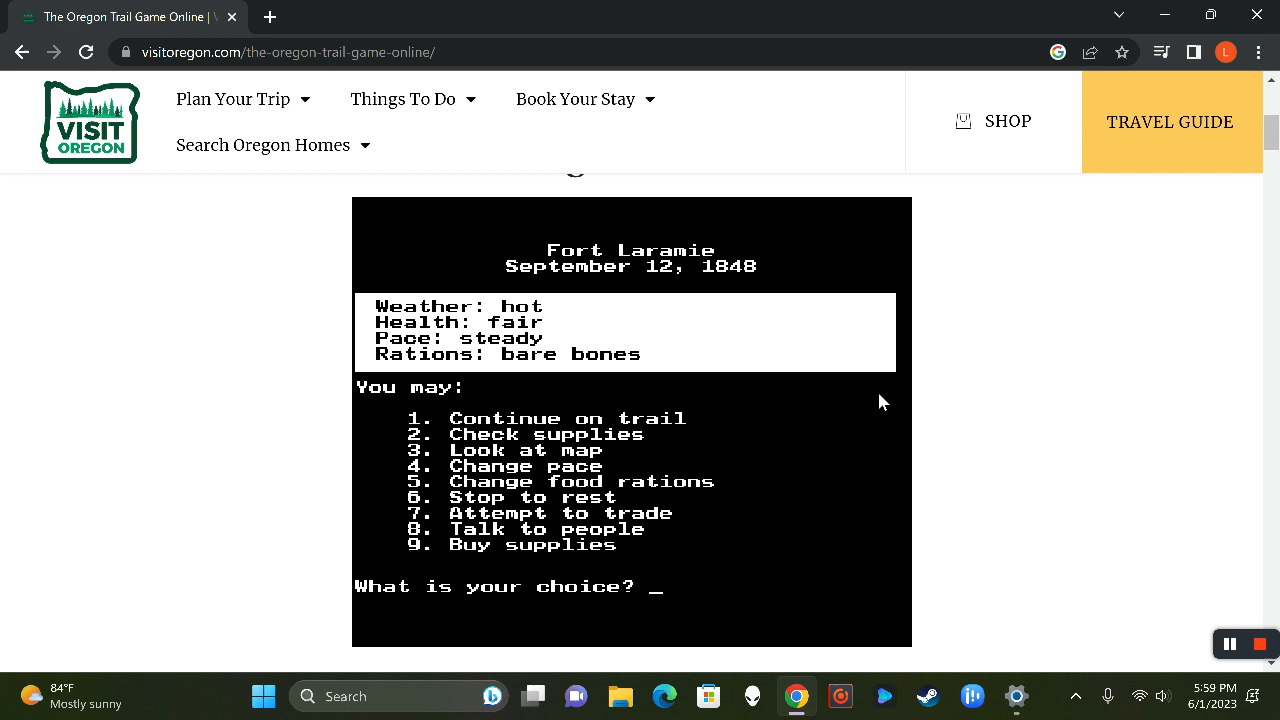 The Oregon Trail Game Online |
visitoregon.com/the-oregon-trail-game-online/
L
VISIT
OREGON
Plan Your Trip
Things To Do
Book Your Stay
Search Oregon Homes
SHOP
TRAVEL GUIDE
Fort Laramie
September 12, 1848
Weather: hot
Health: fair
Pace: steady
Rations: bare bones
You may:
1. Continue on trail
2. Check supplies
3. Look at map
4. Change pace
5. Change food rations
6. Stop to rest
7. Attempt to trade
8. Talk to people
9. Buy supplies
What is your choice? _
84°F
Mostly sunny
Search
5:59 PM
6/1/2023